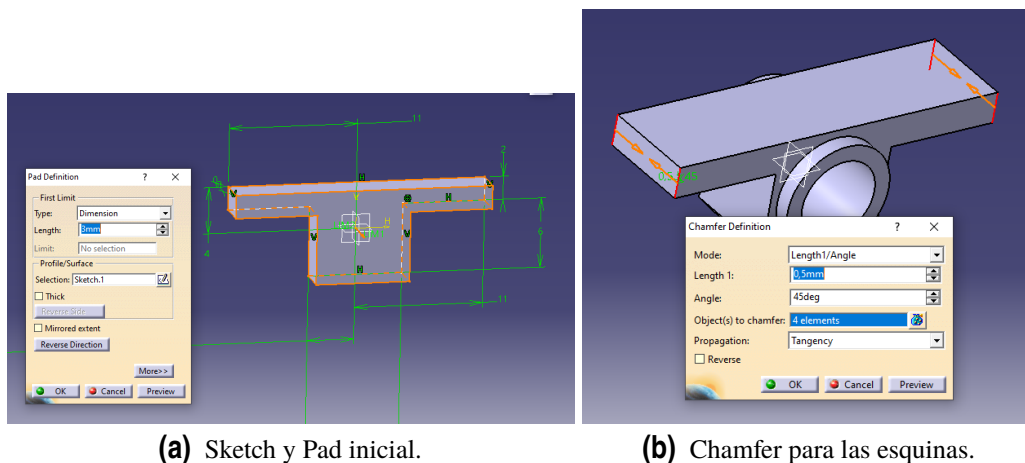 Pad Definition ? ×
First Limit
Type: Dimension
Length: 3mm
Limit: No selection
Profile/Surface
Selection: Sketch.1
Thick
Reverse Side
Mirrored extent
Reverse Direction
More>>
OK Cancel Preview
11
2
H
V
H
V
H
V
V
6
4
H
11
Chamfer Definition ? ×
Mode: Length1/Angle
Length 1: 0,5mm
Angle: 45deg
Object(s) to chamfer: 4 elements
Propagation: Tangency
Reverse
OK Cancel Preview
(a) Sketch y Pad inicial.
(b) Chamfer para las esquinas.